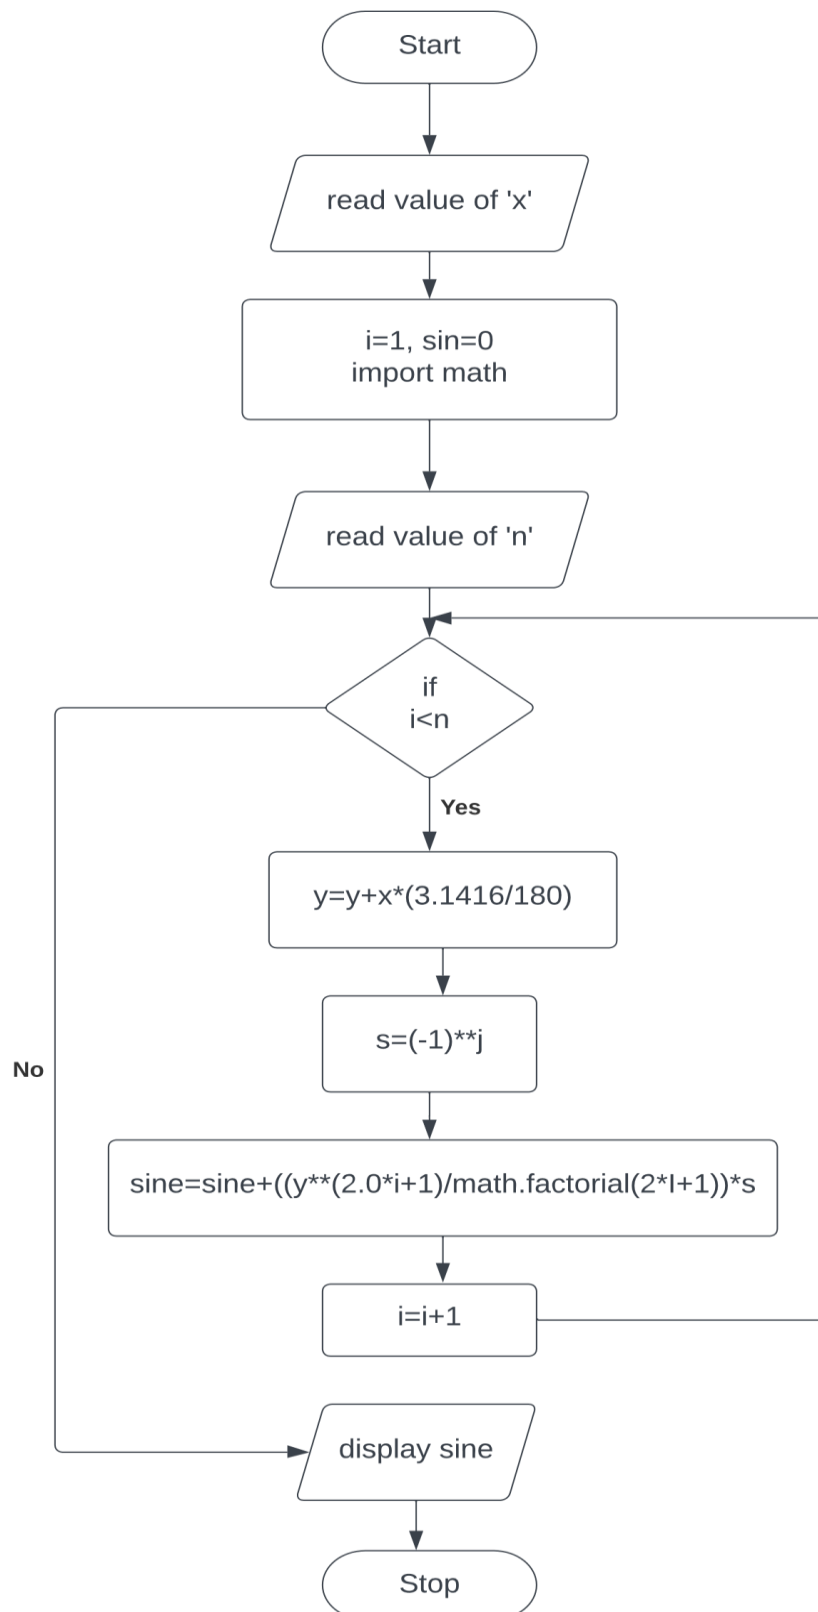 Start
read value of 'x'
i=1, sin=0
import math
read value of 'n'
if
i<n
Yes
y=y+x*(3.1416/180)
s=(-1)**j
No
sine=sine+((y**(2.0*i+1)/math.factorial(2*I+1))*s
i=i+1
display sine
Stop